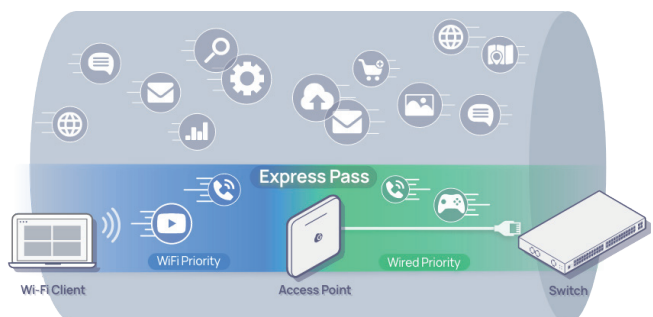 Express Pass
WiFi Priority
Wired Priority
Wi-Fi Client
Access Point
Switch